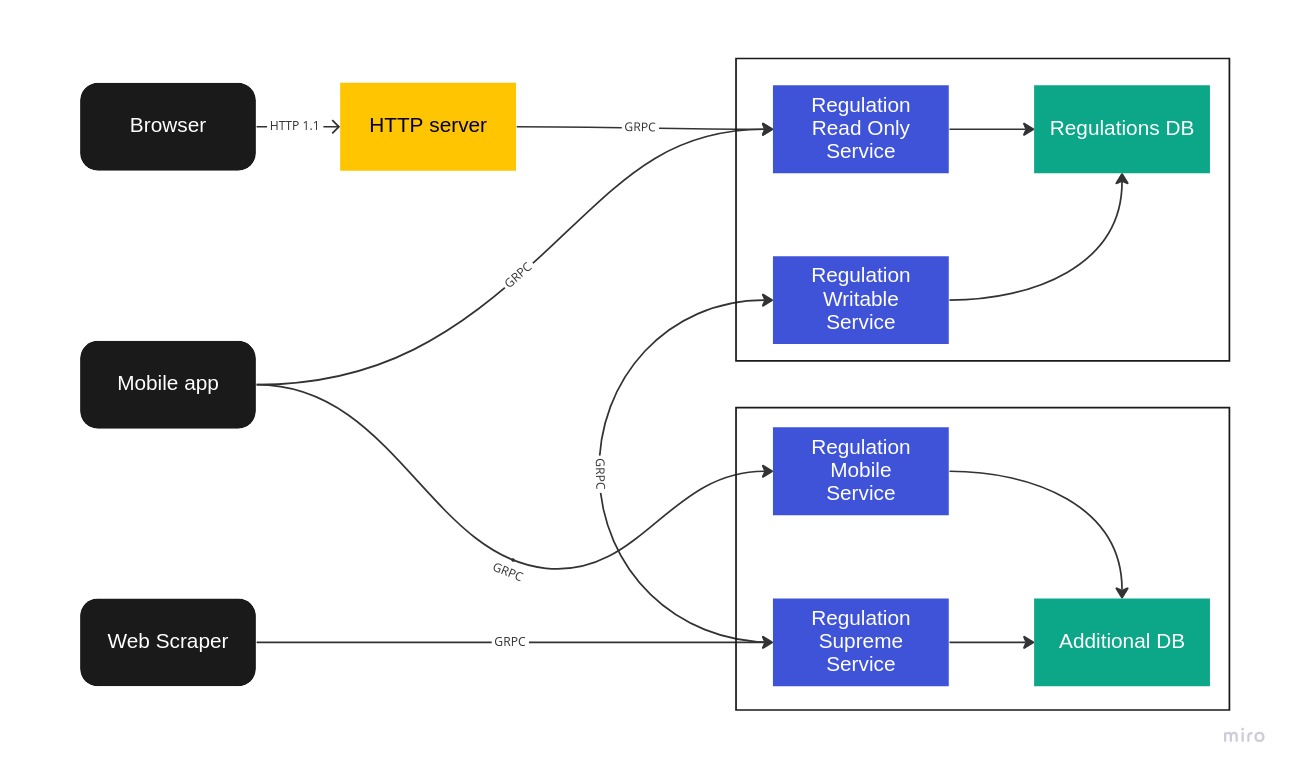 Browser
HTTP 1.1
HTTP server
GRPC
Regulation
Read Only
Service
Regulations DB
GRPC
Regulation
Writable
Service
Mobile app
GRPC
Regulation
Mobile
Service
GRPC
Web Scraper
GRPC
Regulation
Supreme
Service
Additional DB
miro